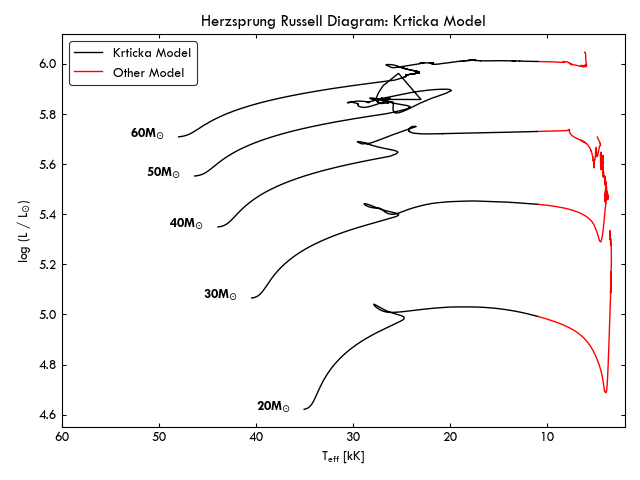 Herzsprung Russell Diagram: Krticka Model
Krticka Model
Other Model
6.0
5.8
5.6
5.4
5.2
5.0
4.8
4.6
log (L / L⊙)
60M⊙
50M⊙
40M⊙
30M⊙
20M⊙
60 50 40 30 20 10
Teff [kK]